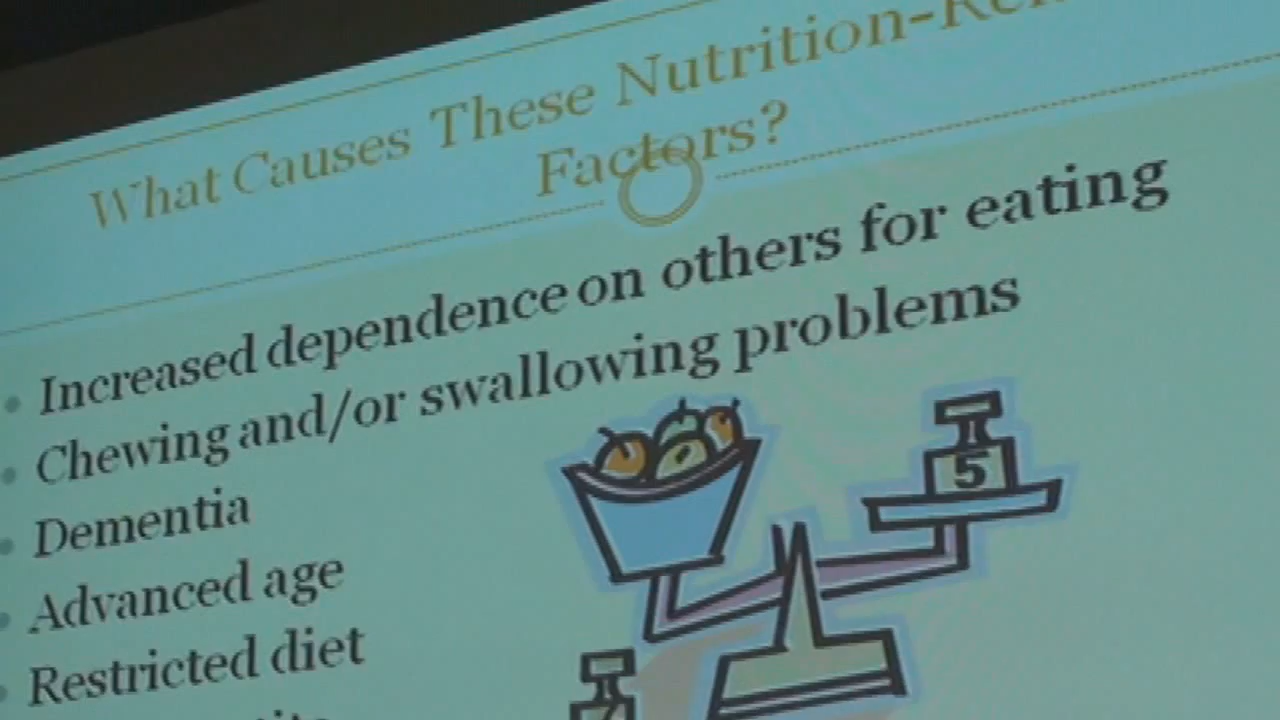 What Causes These Nutrition-
Factors?
Increased dependence on others for eating
Chewing and/or swallowing problems
Dementia
Advanced age
Restricted diet
5